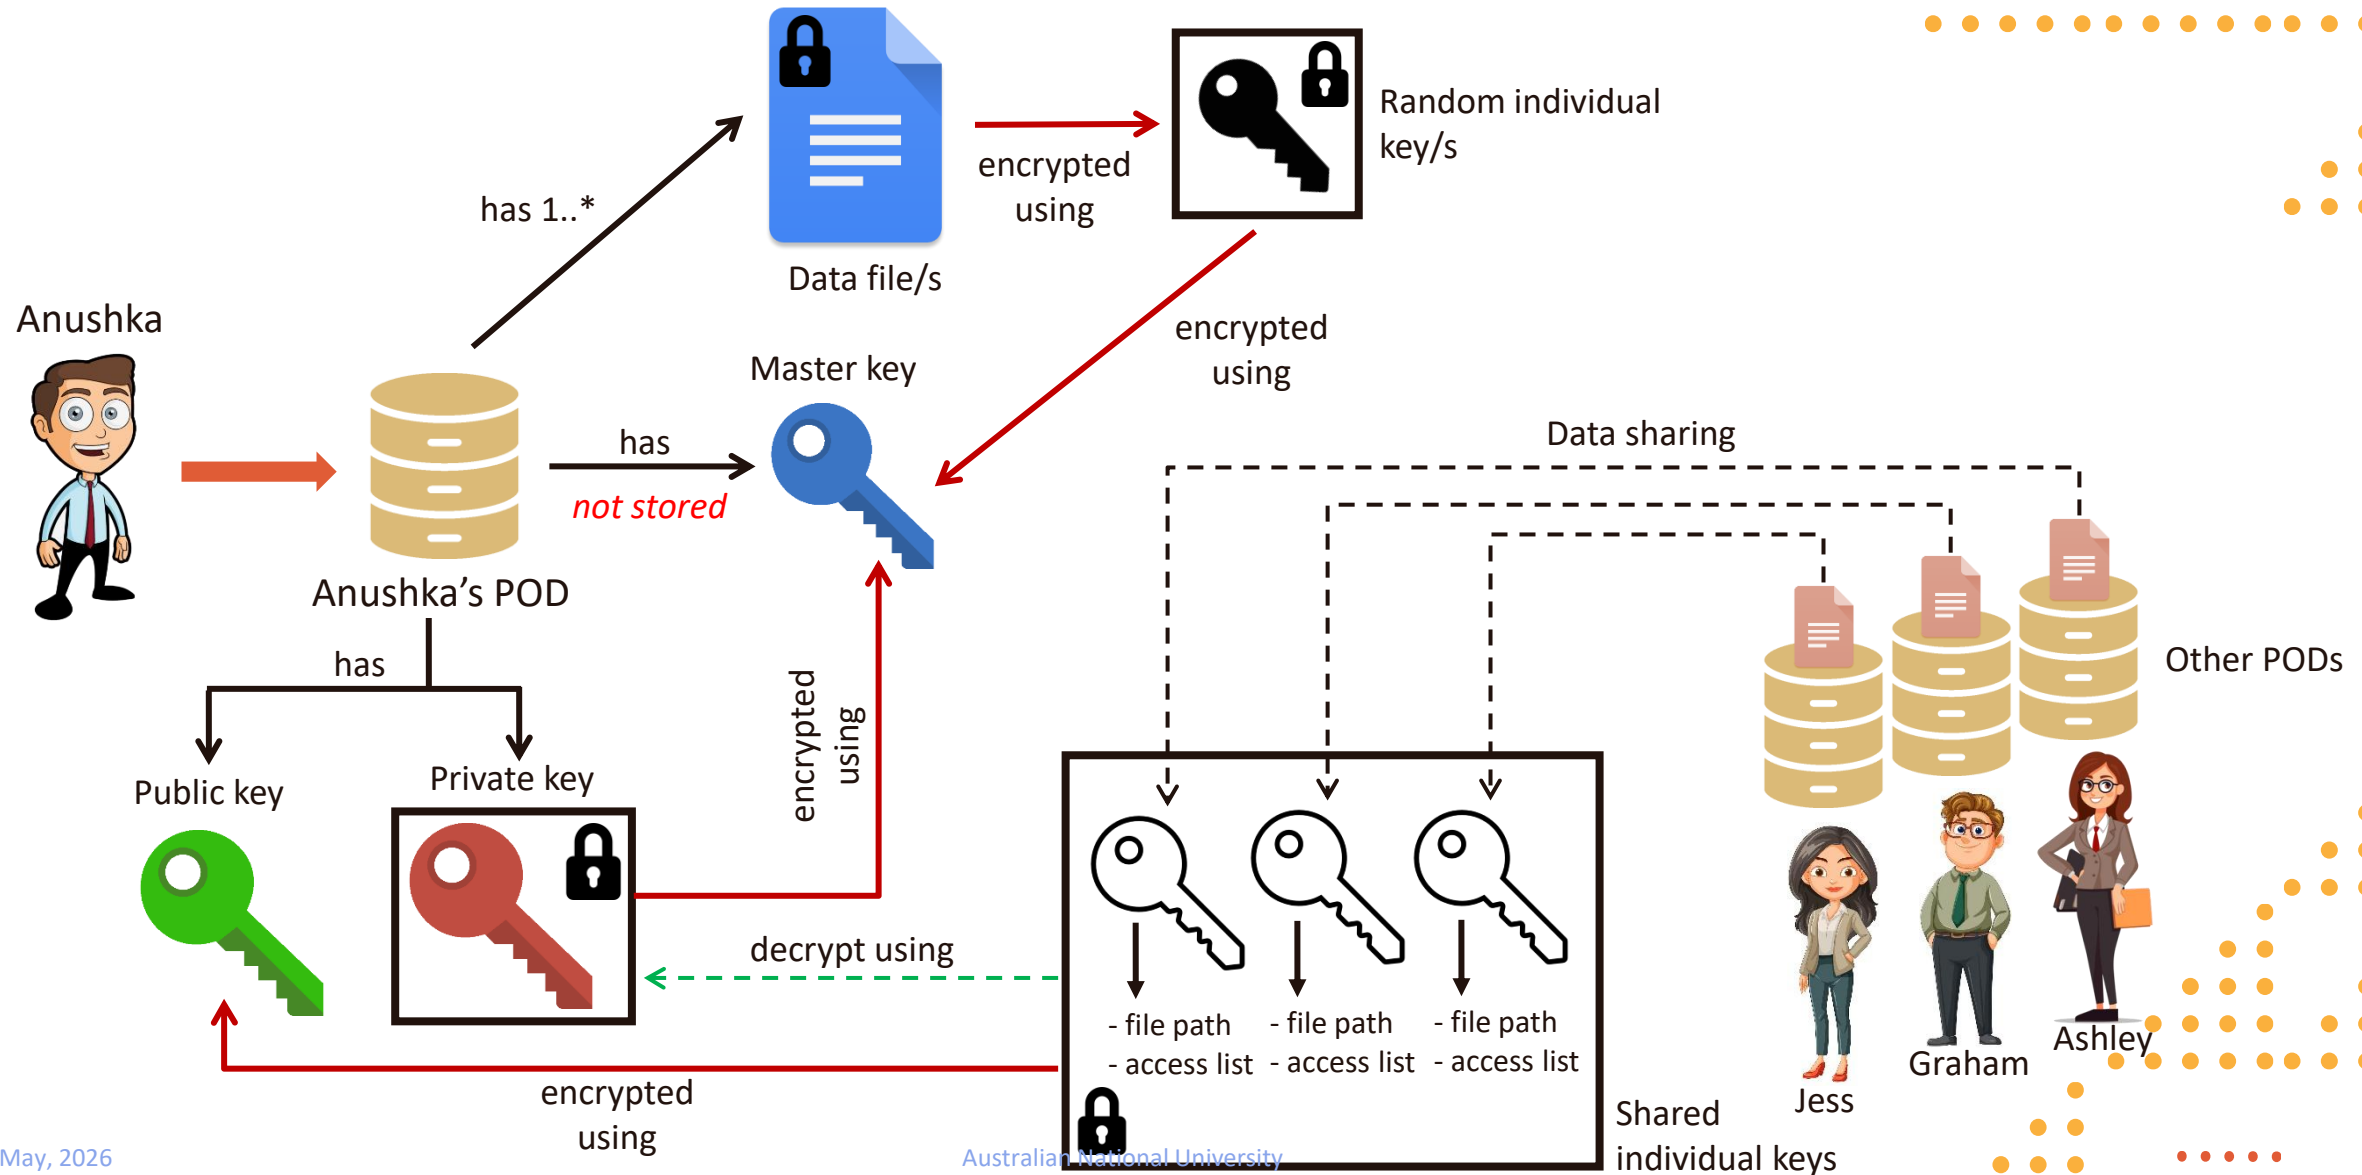 Random individual
key/s
encrypted
using
has 1..*
Data file/s
Anushka
encrypted
using
Master key
has
not stored
Data sharing
Anushka's POD
has
encrypted
using
Other PODs
Public key
Private key
decrypt using
- file path
- access list
- file path
- access list
- file path
- access list
Ashley
Graham
Jess
encrypted
using
Shared
individual keys
May, 2026
Australian National University